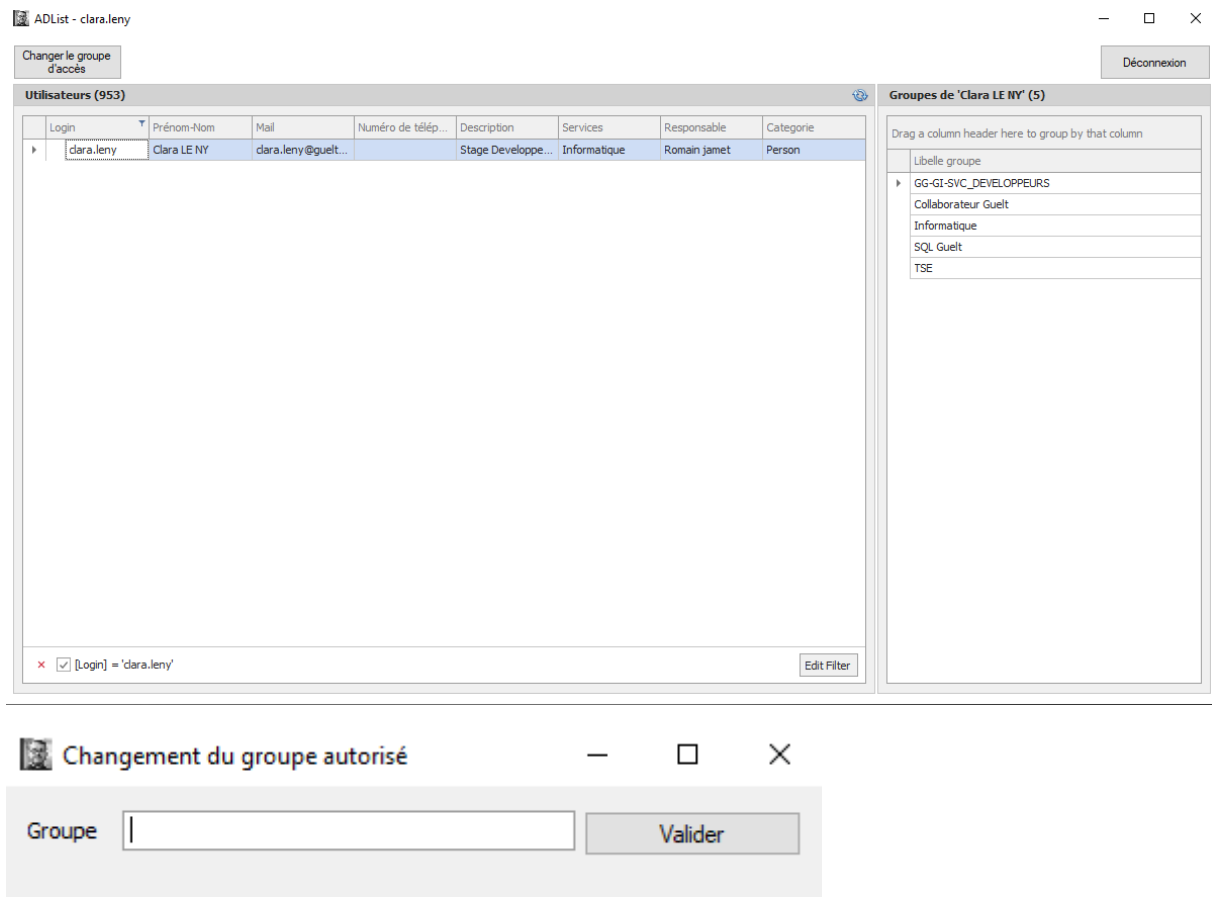 ADList - clara.leny
Changer le groupe
d'accès
Déconnexion
Utilisateurs (953)
Login Prénom-Nom Mail Numéro de télép... Description Services Responsable Categorie
clara.leny Clara LE NY clara.leny@guelt... Stage Developpe... Informatique Romain jamet Person
[Login] = 'clara.leny'
Edit Filter
Groupes de 'Clara LE NY' (5)
Drag a column header here to group by that column
Libelle groupe
GG-GI-SVC_DEVELOPPEURS
Collaborateur Guelt
Informatique
SQL Guelt
TSE
Changement du groupe autorisé
Groupe
Valider